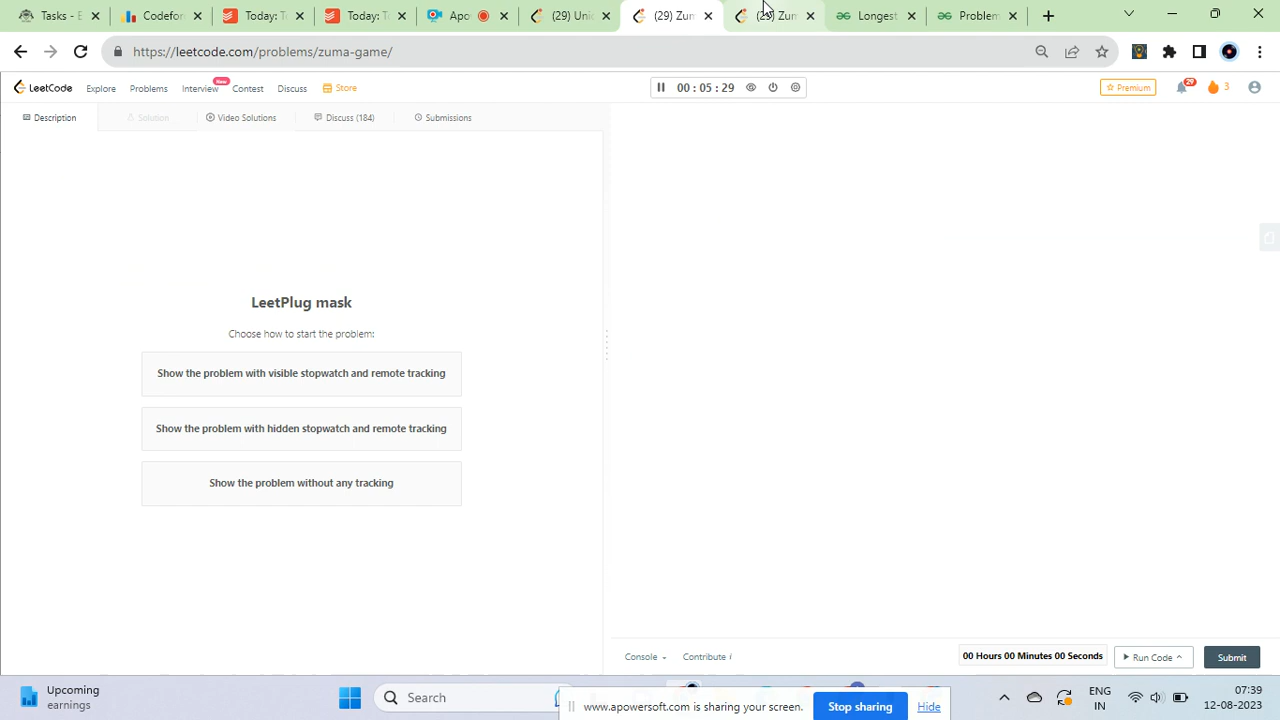 Tasks - E
Codefor
Today: T
Today: T
Apo
(29) Uni
(29) Zum
Zum
Longest
Problem
https://leetcode.com/problems/zuma-game/
LeetCode Explore Problems Interview New Contest Discuss Store
00 : 05 : 29
Premium 29 3
Description Solution Video Solutions Discuss (184) Submissions
LeetPlug mask
Choose how to start the problem:
Show the problem with visible stopwatch and remote tracking
Show the problem with hidden stopwatch and remote tracking
Show the problem without any tracking
Console Contribute i
00 Hours 00 Minutes 00 Seconds
Run Code
Submit
Upcoming
earnings
Search
www.apowersoft.com is sharing your screen.
Stop sharing
Hide
ENG
IN
07:39
12-08-2023